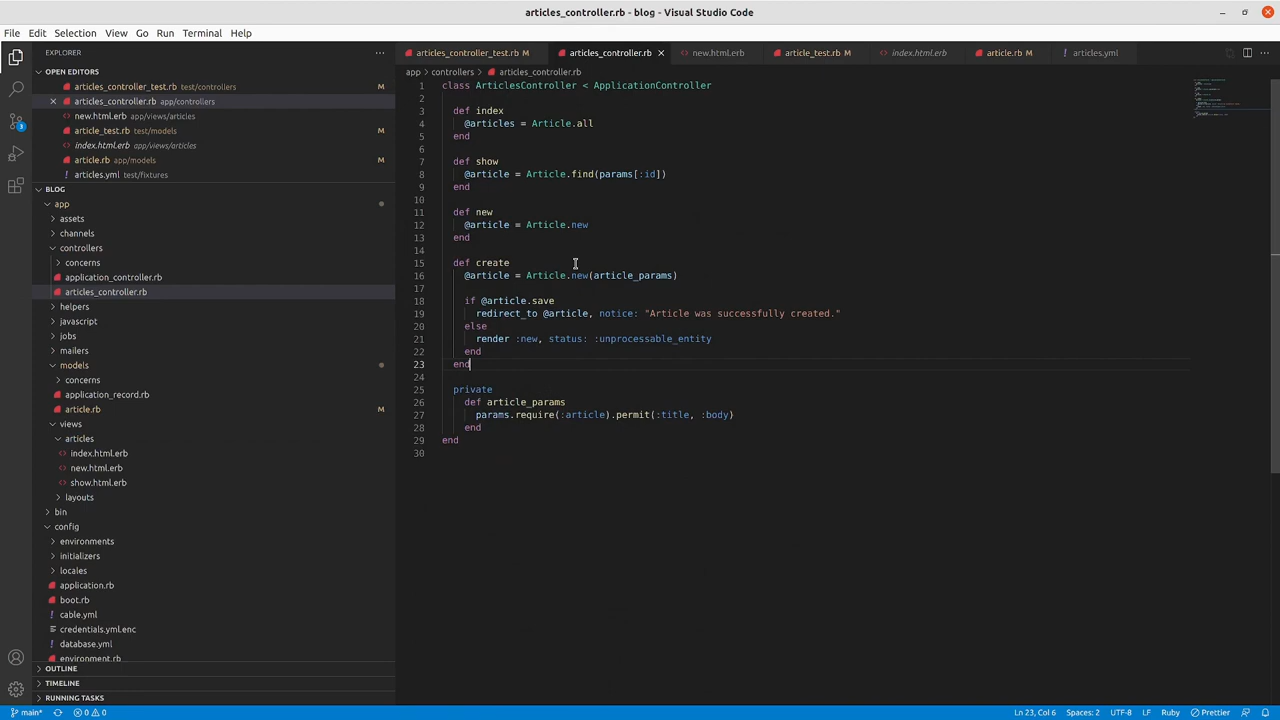 articles_controller.rb - blog - Visual Studio Code
File Edit Selection View Go Run Terminal Help
EXPLORER
OPEN EDITORS
articles_controller_test.rb test/controllers M
articles_controller.rb app/controllers
new.html.erb app/views/articles
article_test.rb test/models M
index.html.erb app/views/articles
article.rb app/models M
articles.yml test/fixtures
BLOG
app
assets
channels
controllers
concerns
application_controller.rb
articles_controller.rb
helpers
javascript
jobs
mailers
models
concerns
application_record.rb
article.rb M
views
articles
index.html.erb
new.html.erb
show.html.erb
layouts
bin
config
environments
initializers
locales
application.rb
boot.rb
cable.yml
credentials.yml.enc
database.yml
environment.rb
OUTLINE
TIMELINE
RUNNING TASKS
3
articles_controller_test.rb M articles_controller.rb new.html.erb article_test.rb M index.html.erb article.rb M articles.yml
app > controllers > articles_controller.rb
1 class ArticlesController < ApplicationController
2
3 def index
4 @articles = Article.all
5 end
6
7 def show
8 @article = Article.find(params[:id])
9 end
10
11 def new
12 @article = Article.new
13 end
14
15 def create
16 @article = Article.new(article_params)
17
18 if @article.save
19 redirect_to @article, notice: "Article was successfully created."
20 else
21 render :new, status: :unprocessable_entity
22 end
23 end
24
25 private
26 def article_params
27 params.require(:article).permit(:title, :body)
28 end
29 end
30
main* 0 0 Ln 23, Col 6 Spaces: 2 UTF-8 LF Ruby Prettier